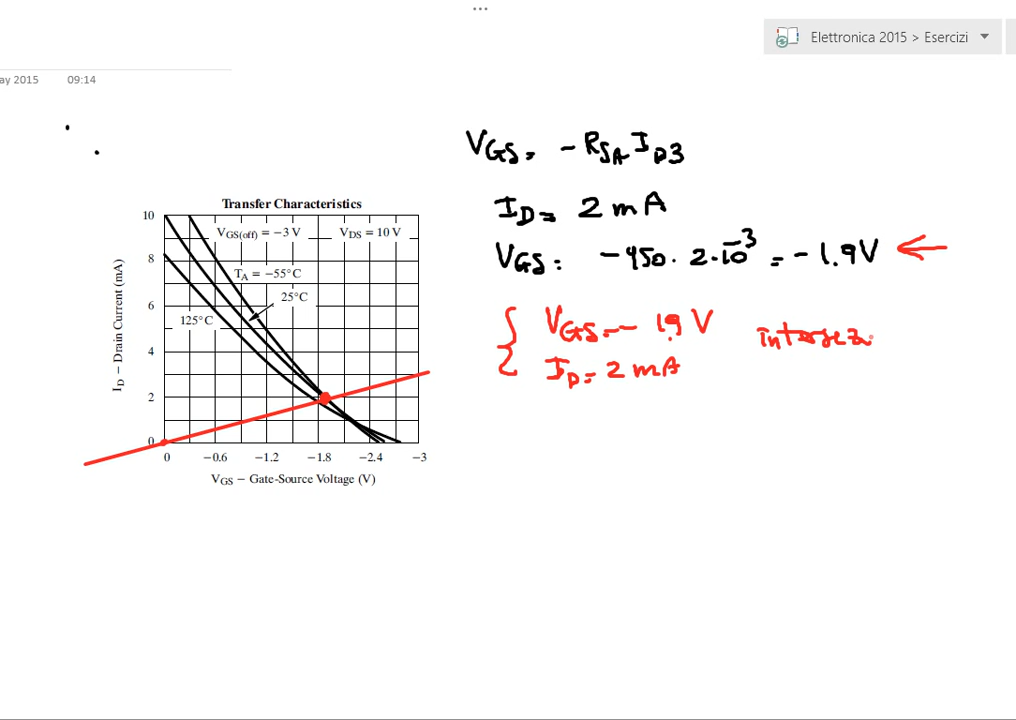 Elettronica 2015 > Esercizi
ay 2015 09:14
VGS = - RSA ID3
ID = 2 mA
VGS = -950 · 2·10^-3 = -1.9V
VGS = - 1.9 V
ID = 2 mA
intersezi
Transfer Characteristics
VGS(off) = −3 V
VDS = 10 V
TA = −55°C
25°C
125°C
10
8
6
4
2
0
ID − Drain Current (mA)
0 −0.6 −1.2 −1.8 −2.4 −3
VGS − Gate-Source Voltage (V)